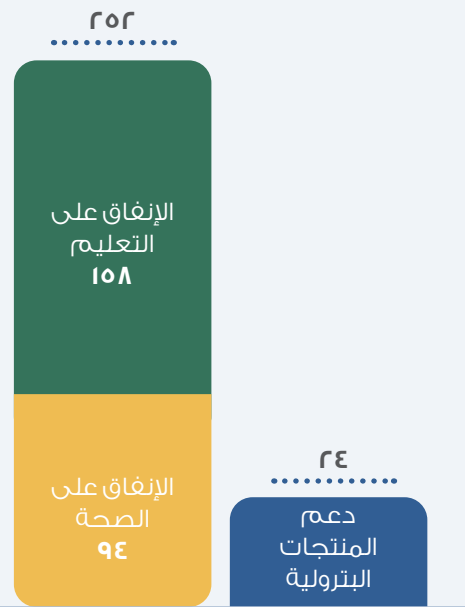 ٢٥٢
الإنفاق على
التعليم
١٥٨
الإنفاق على
الصحة
٩٤
٢٤
دعم
المنتجات
البترولية